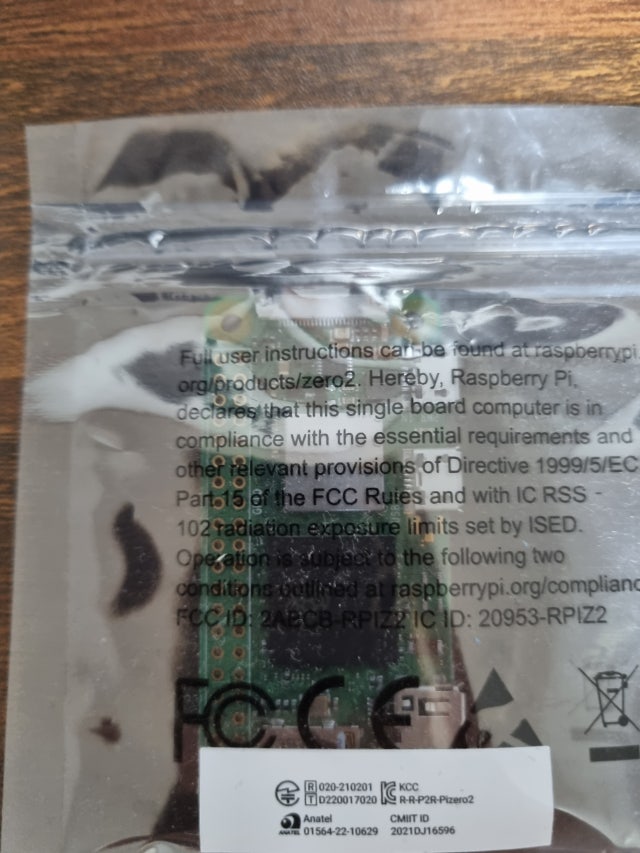 Full user instructions can be found at raspberrypi.
org/products/zero2. Hereby, Raspberry Pi,
declares that this single board computer is in
compliance with the essential requirements and
other relevant provisions of Directive 1999/5/EC
Part 15 of the FCC Rules and with IC RSS -
102 radiation exposure limits set by ISED.
Operation is subject to the following two
conditions outlined at raspberrypi.org/complianc
FCC ID: 2ABCB-RPIZ2 IC ID: 20953-RPIZ2
FC CE
R 020-210201 KCC
T D220017020 R-R-P2R-Pizero2
Anatel CMIIT ID
ANATEL 01564-22-10629 2021DJ16596